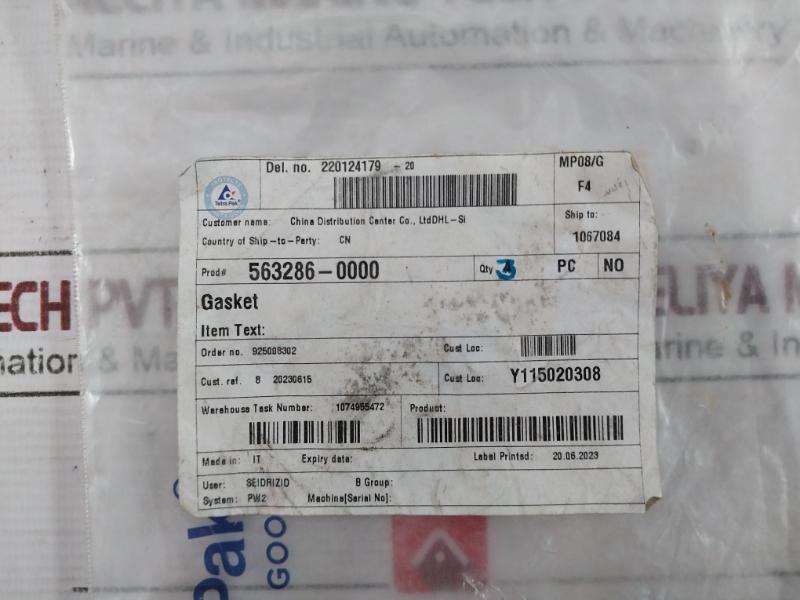 Marine & Industrial Automation & Machinery
Del. no. 220124179 - 20
MP08/G
F4
Tetra Pak
Customer name: China Distribution Center Co., LtdDHL-Si
Ship to:
Country of Ship-to-Party: CN
1067084
Prod# 563286-0000
Qty 3 PC NO
Gasket
Item Text:
Order no. 925008302
Cust Loc:
Cust. ref. 8 20230615
Cust Loc: Y115020308
Warehouse Task Number: 1074955472
Product:
Made in: IT Expiry date: Label Printed: 20.06.2023
User: SEIDRIZID B Group:
System: PW2 Machine[Serial No]:
ECH PVT
ELIYA
mation & Ma
rine & In
Pak
GOO